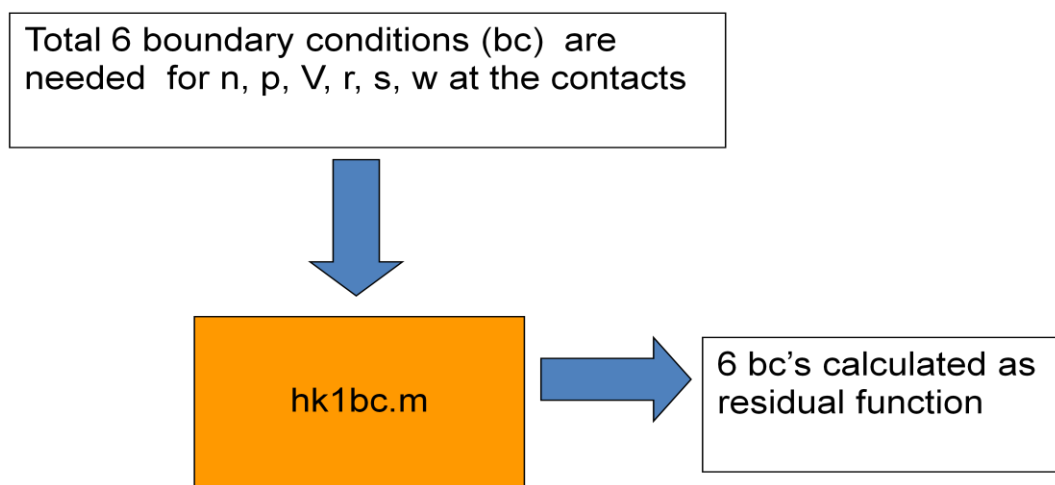 Total 6 boundary conditions (bc) are
needed for n, p, V, r, s, w at the contacts
hk1bc.m
6 bc's calculated as
residual function